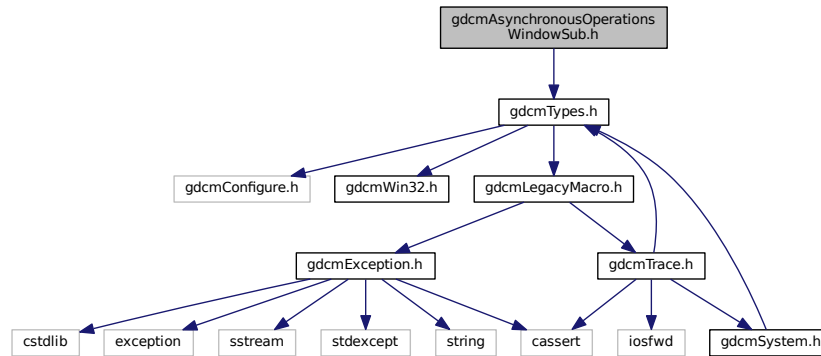 gdcmAsynchronousOperations
WindowSub.h
gdcmTypes.h
gdcmConfigure.h
gdcmWin32.h
gdcmLegacyMacro.h
gdcmException.h
gdcmTrace.h
cstdlib
exception
sstream
stdexcept
string
cassert
iosfwd
gdcmSystem.h